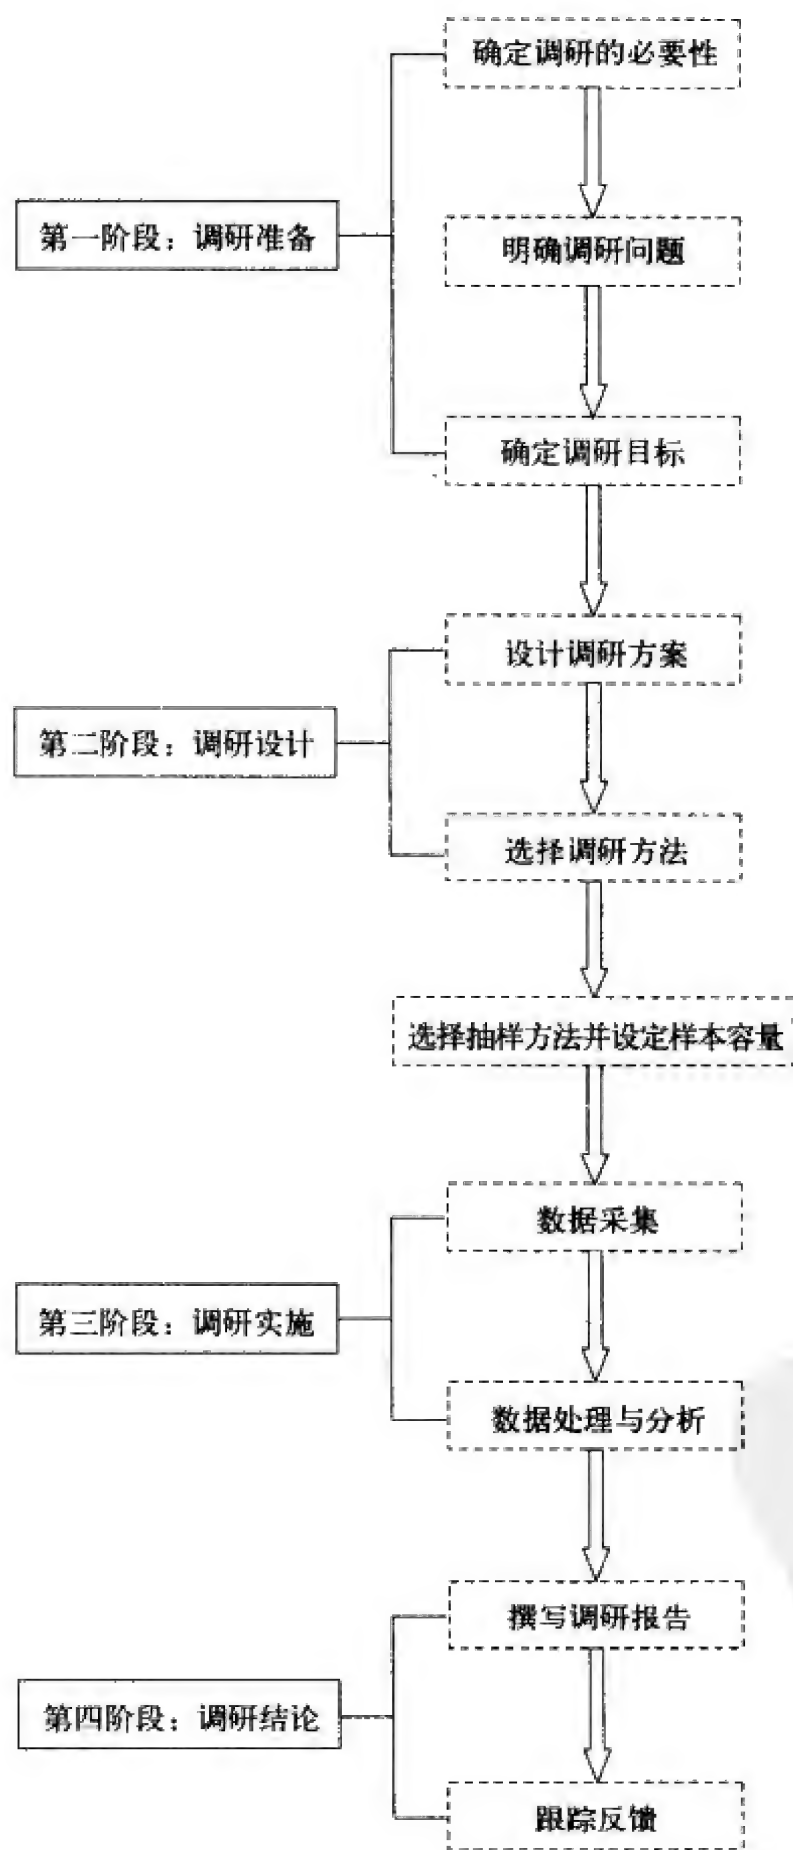 确定调研的必要性
第一阶段：调研准备
明确调研问题
确定调研目标
设计调研方案
第二阶段：调研设计
选择调研方法
选择抽样方法并设定样本容量
数据采集
第三阶段：调研实施
数据处理与分析
撰写调研报告
第四阶段：调研结论
跟踪反馈